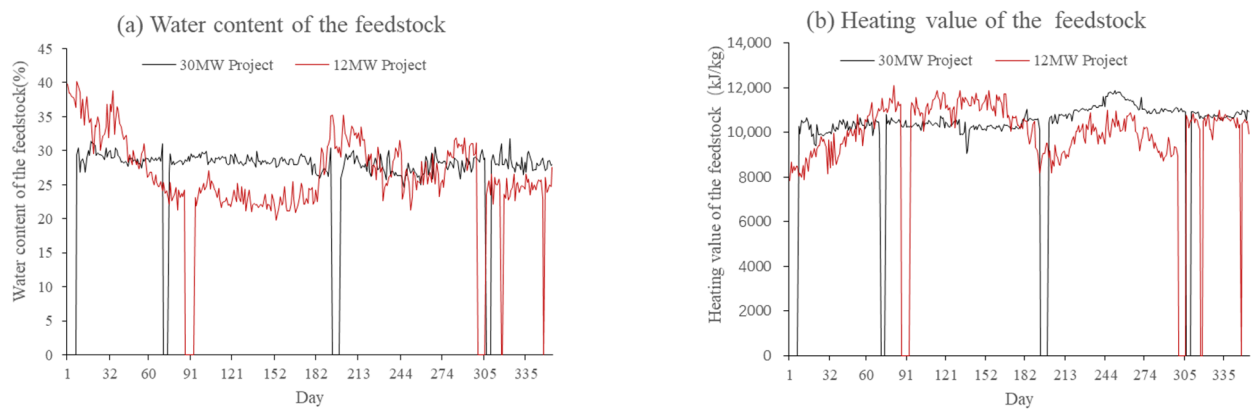 (a) Water content of the feedstock
30MW Project
12MW Project
Water content of the feedstock(%)
45
40
35
30
25
20
15
10
5
0
1 32 60 91 121 152 182 213 244 274 305 335
Day
(b) Heating value of the feedstock
30MW Project
12MW Project
Heating value of the feedstock (kJ/kg)
14,000
12,000
10,000
8000
6000
4000
2000
0
1 32 60 91 121 152 182 213 244 274 305 335
Day